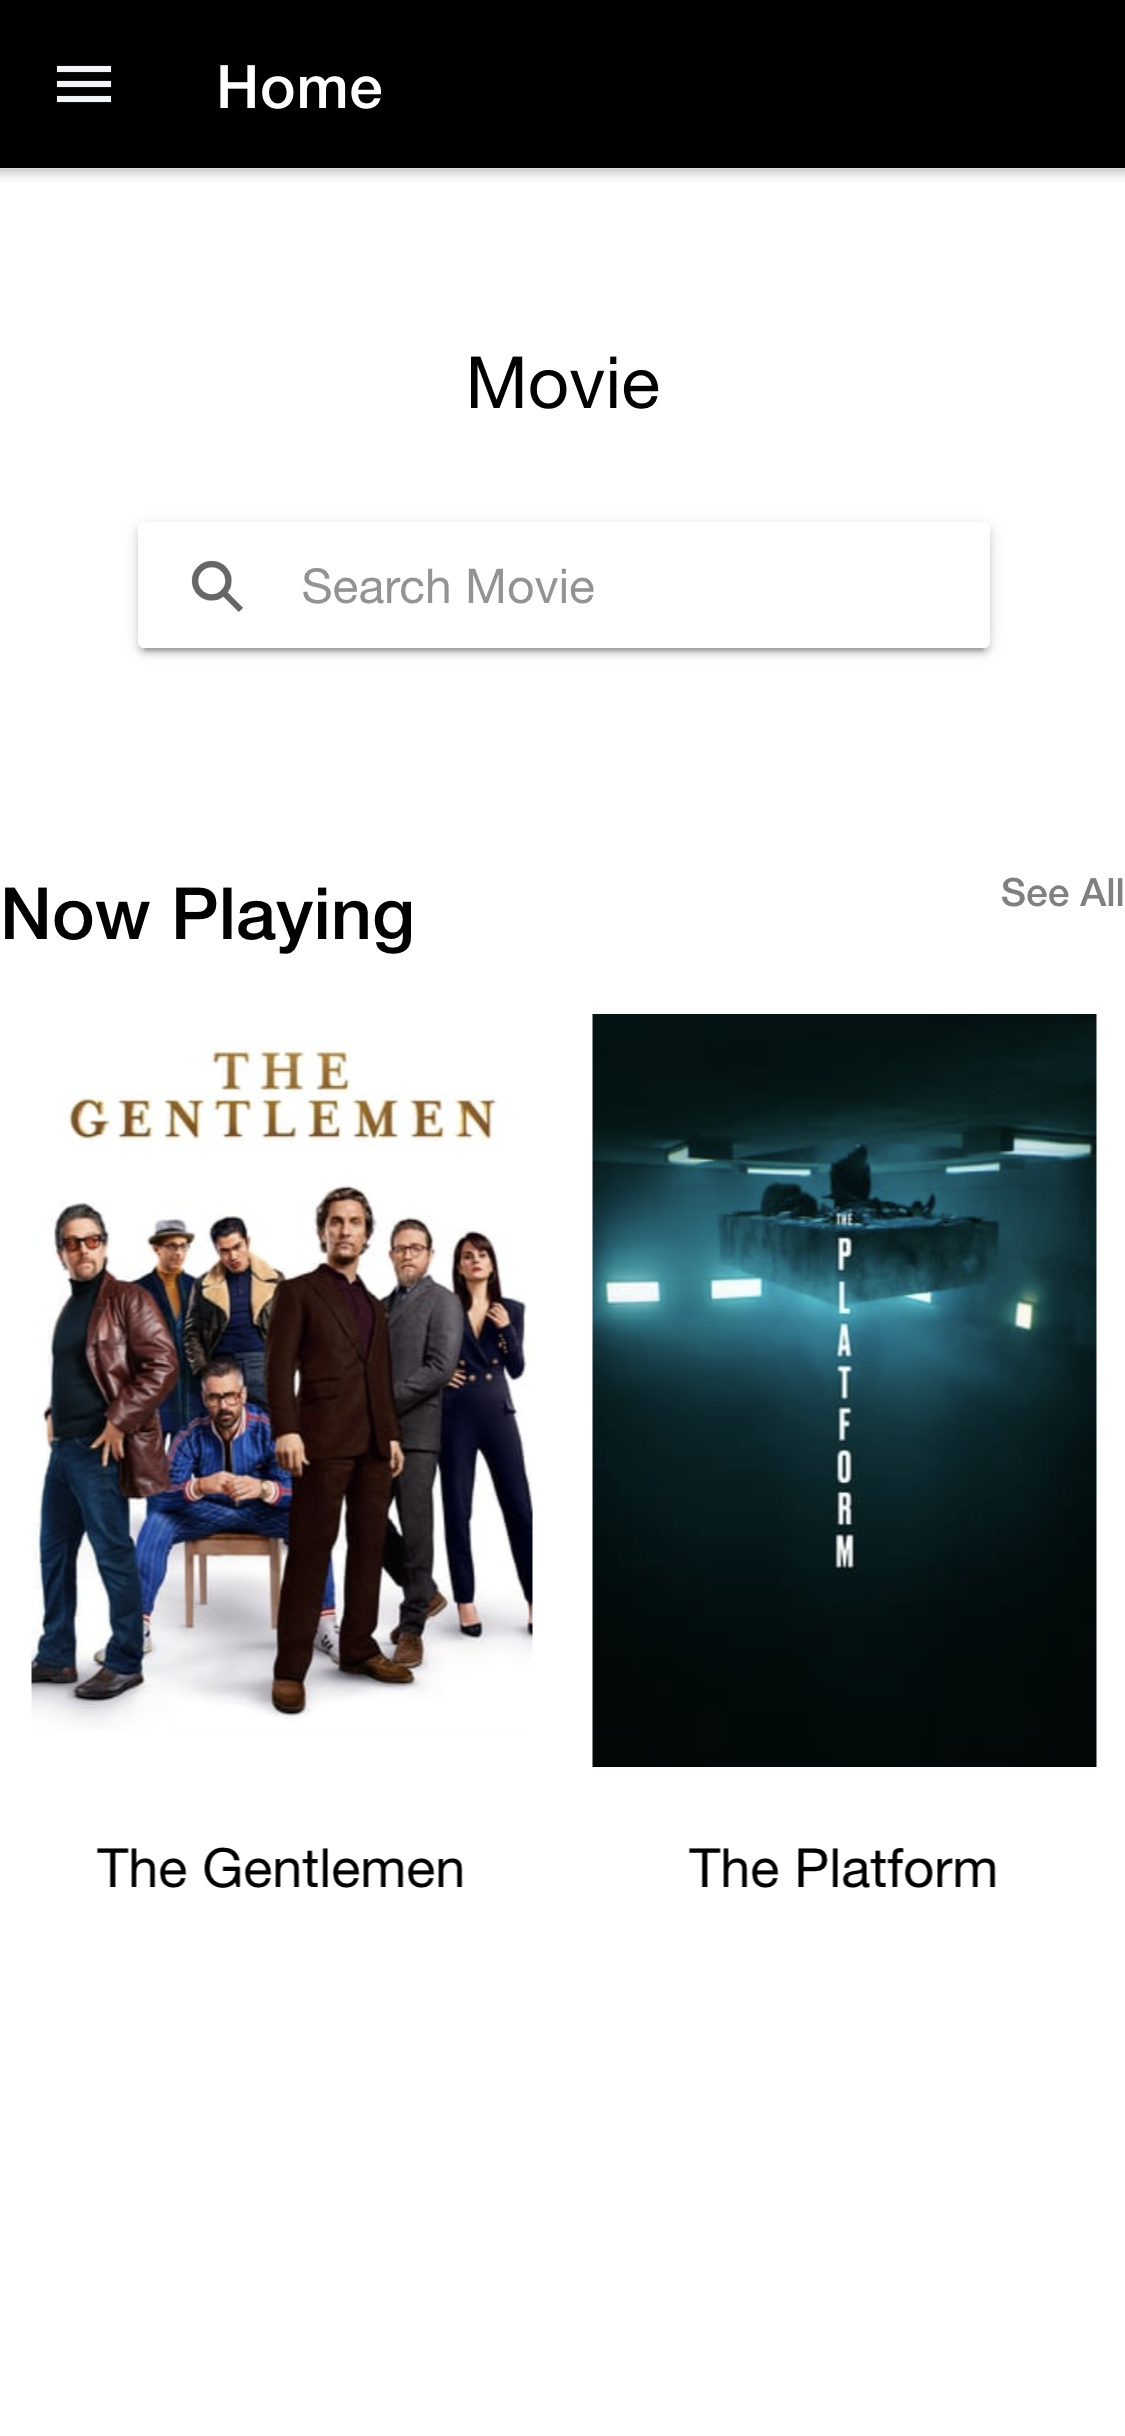 Home
Movie
Search Movie
Now Playing
See All
THE
GENTLEMEN
THE
PLATFORM
The Gentlemen
The Platform